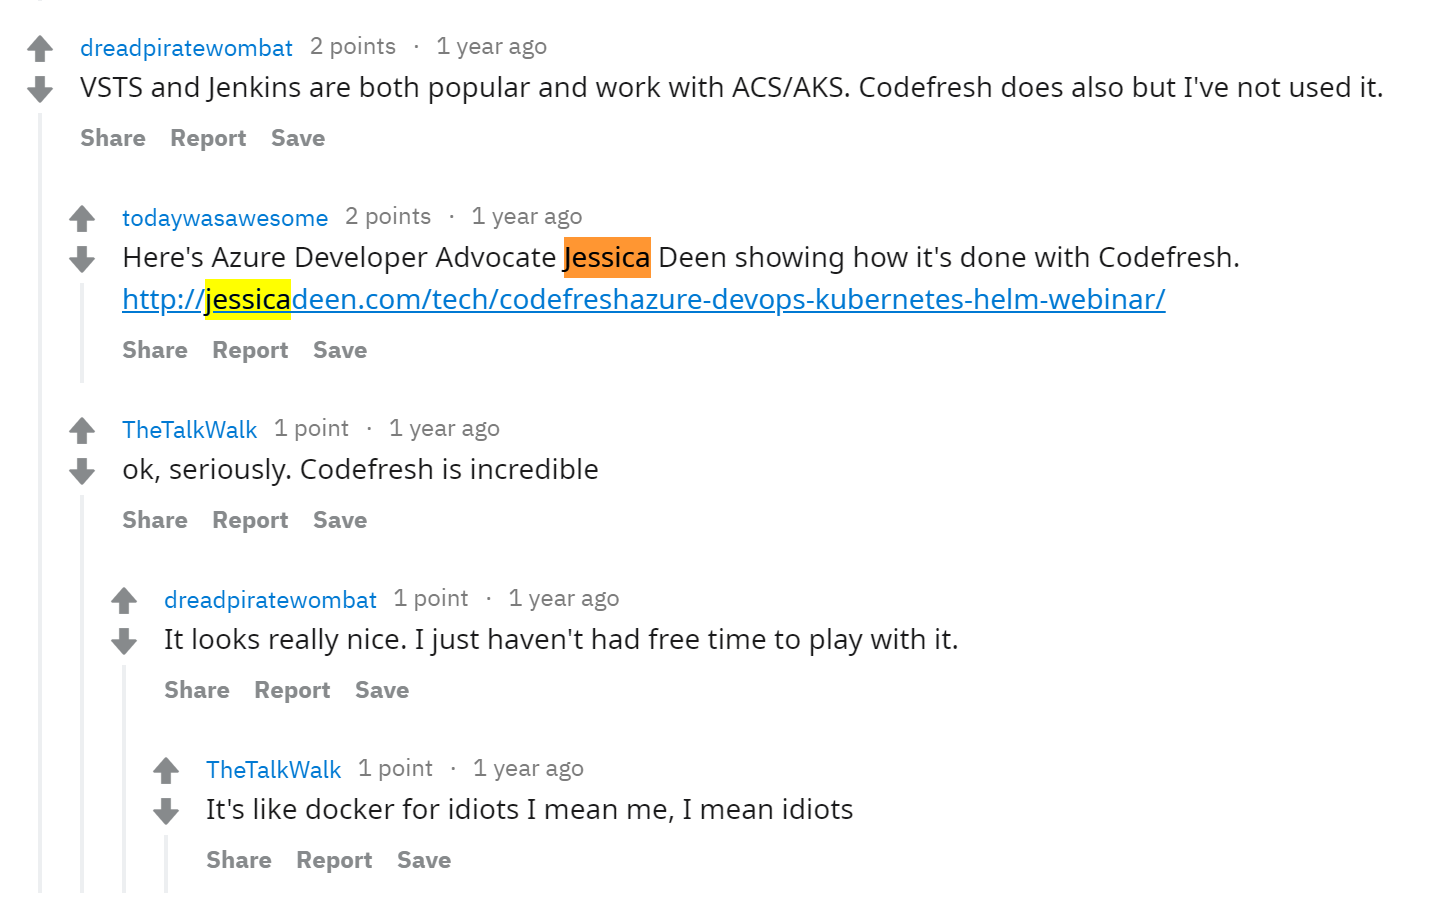 dreadpiratewombat 2 points · 1 year ago
VSTS and Jenkins are both popular and work with ACS/AKS. Codefresh does also but I've not used it.
Share Report Save
todaywasawesome 2 points · 1 year ago
Here's Azure Developer Advocate Jessica Deen showing how it's done with Codefresh.
http://jessicadeen.com/tech/codefreshazure-devops-kubernetes-helm-webinar/
Share Report Save
TheTalkWalk 1 point · 1 year ago
ok, seriously. Codefresh is incredible
Share Report Save
dreadpiratewombat 1 point · 1 year ago
It looks really nice. I just haven't had free time to play with it.
Share Report Save
TheTalkWalk 1 point · 1 year ago
It's like docker for idiots I mean me, I mean idiots
Share Report Save